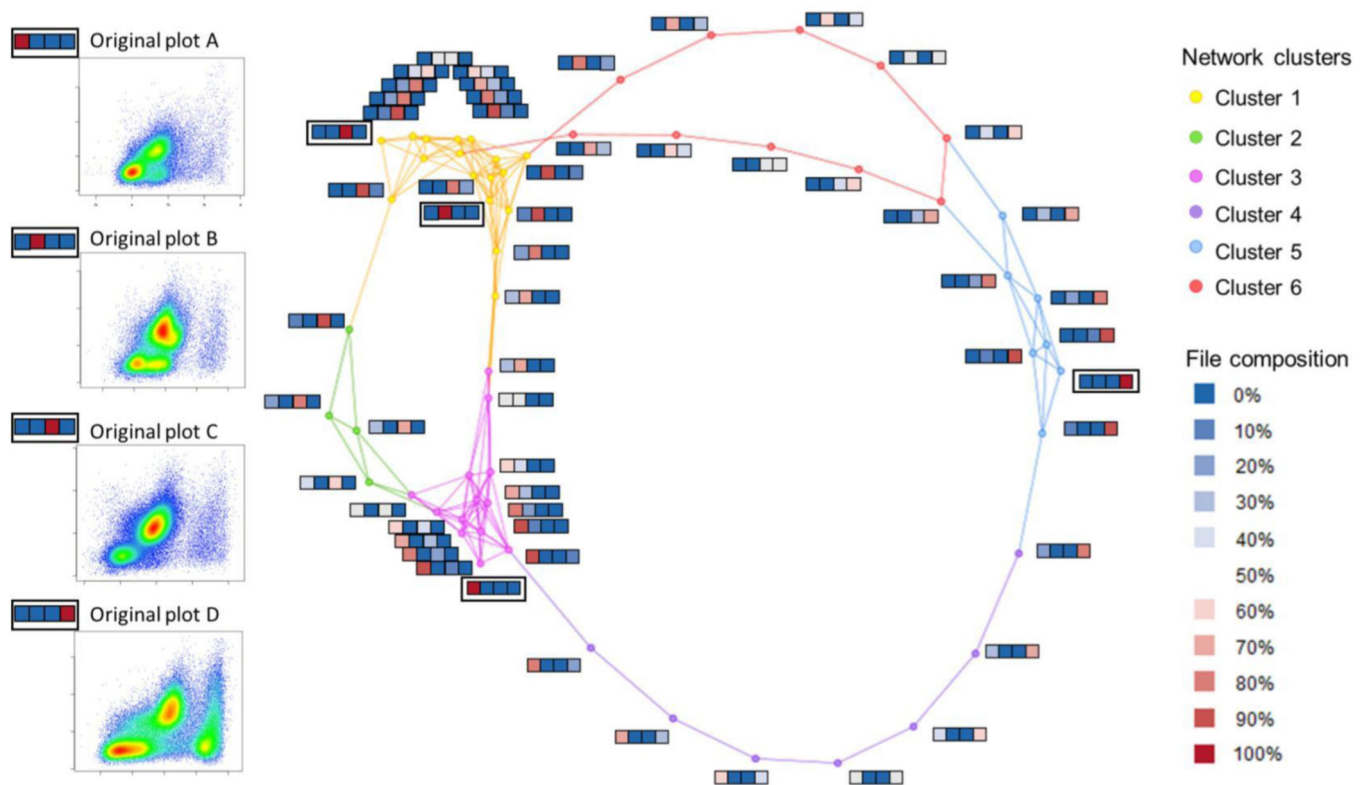 Original plot A
Original plot B
Original plot C
Original plot D
Network clusters
Cluster 1
Cluster 2
Cluster 3
Cluster 4
Cluster 5
Cluster 6
File composition
0%
10%
20%
30%
40%
50%
60%
70%
80%
90%
100%